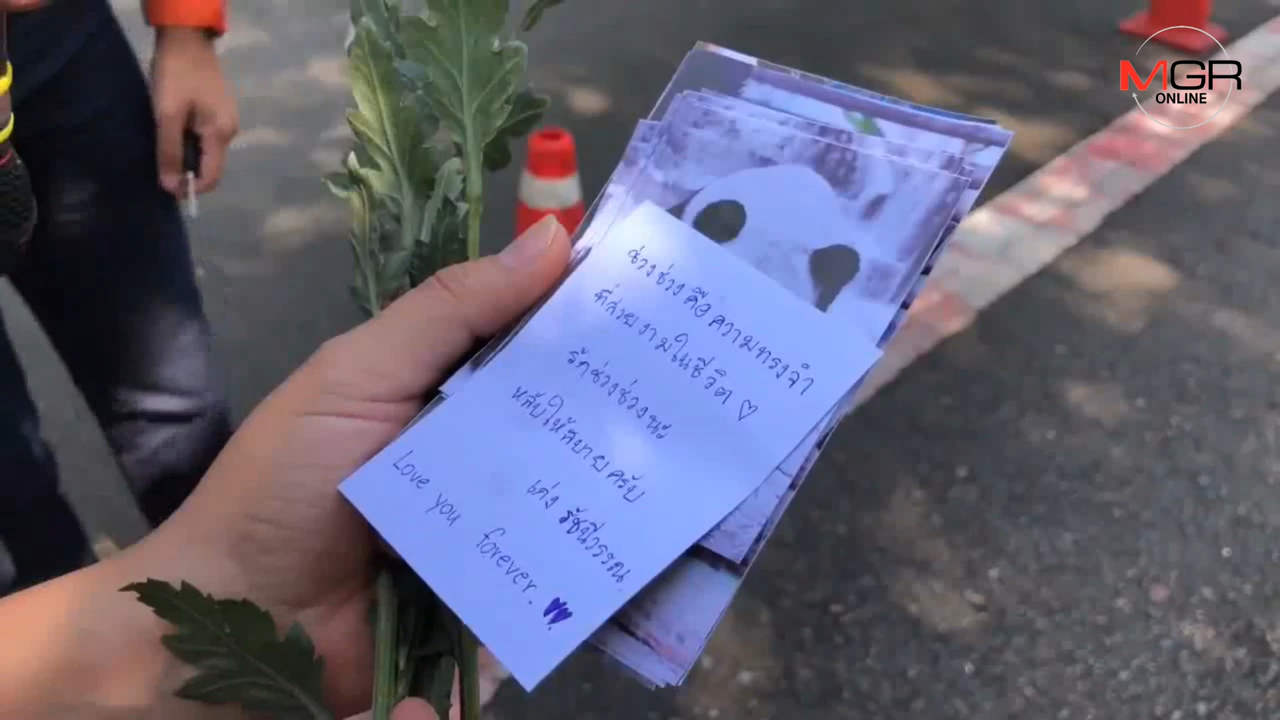 MGR
ONLINE
ช่วงช่วง คือ ความทรงจำ
ที่สวยงามในชีวิต ♡
รักช่วงช่วงนะ
หลับให้สบายครับ
เก่ง รัชนีวรรณ
Love you forever.